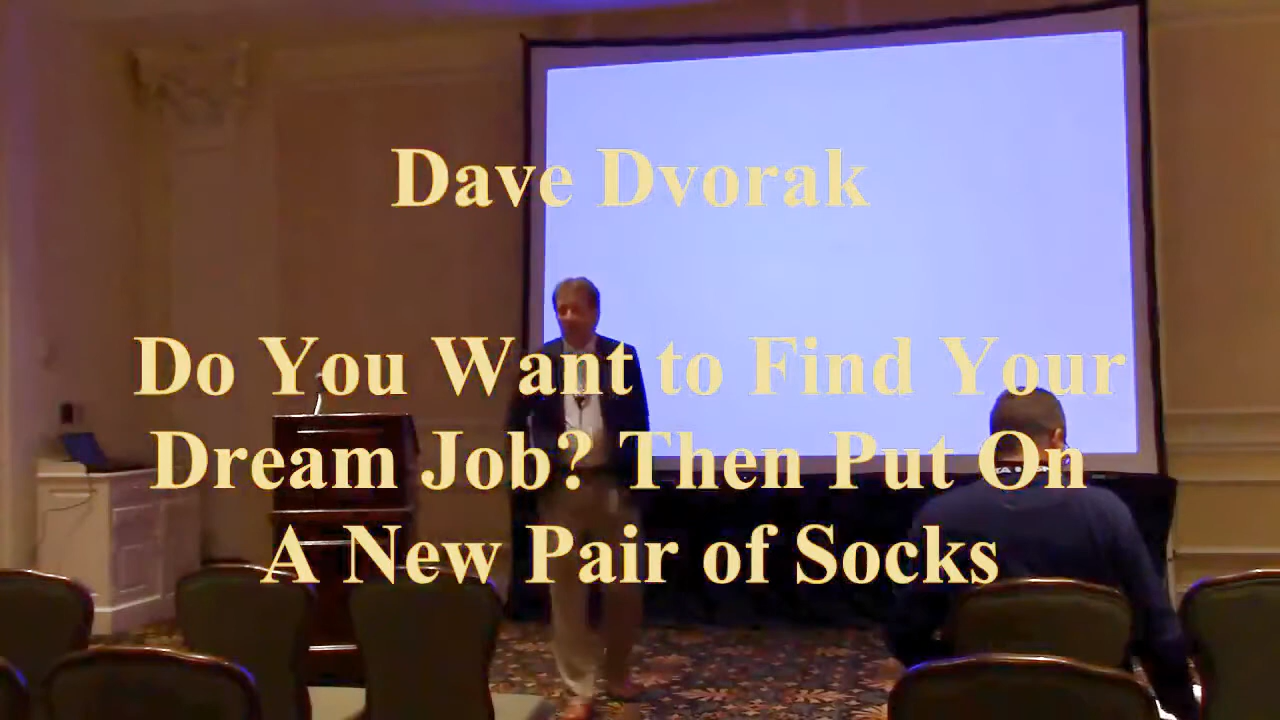 Dave Dvorak
Do You Want to Find Your
Dream Job? Then Put On
A New Pair of Socks